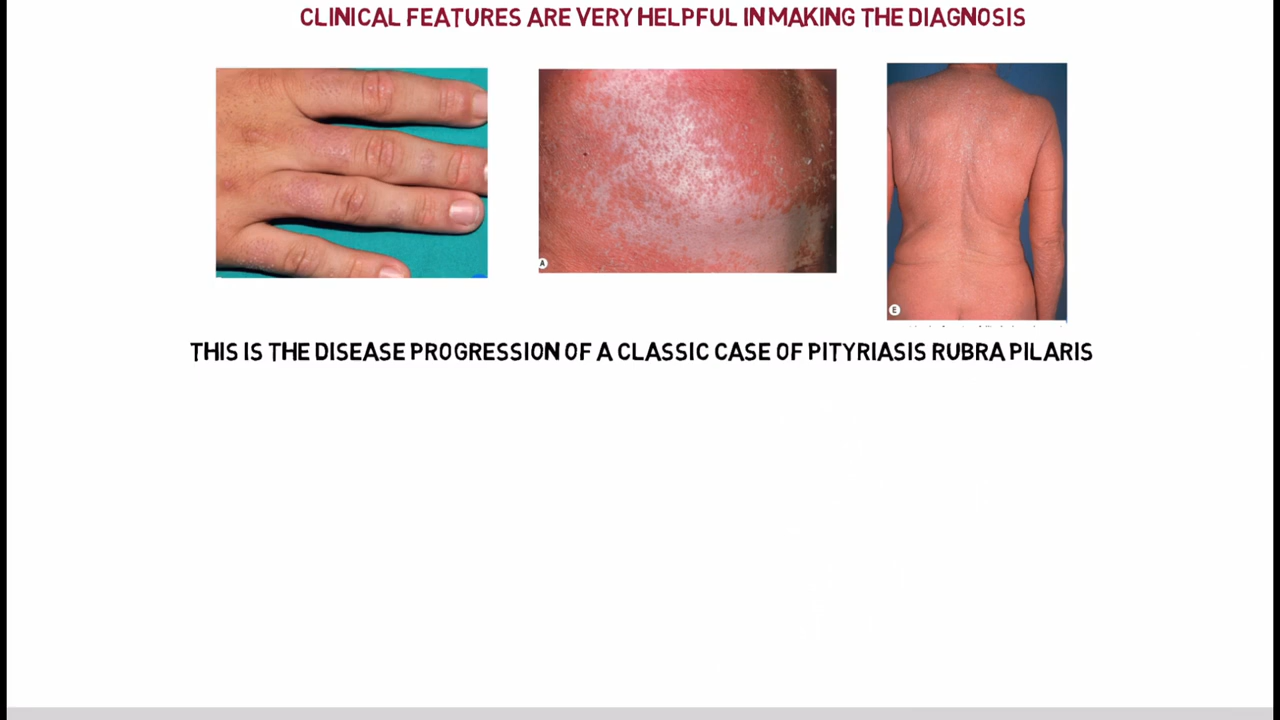 CLINICAL FEATURES ARE VERY HELPFUL IN MAKING THE DIAGNOSIS
A
E
THIS IS THE DISEASE PROGRESSION OF A CLASSIC CASE OF PITYRIASIS RUBRA PILARIS